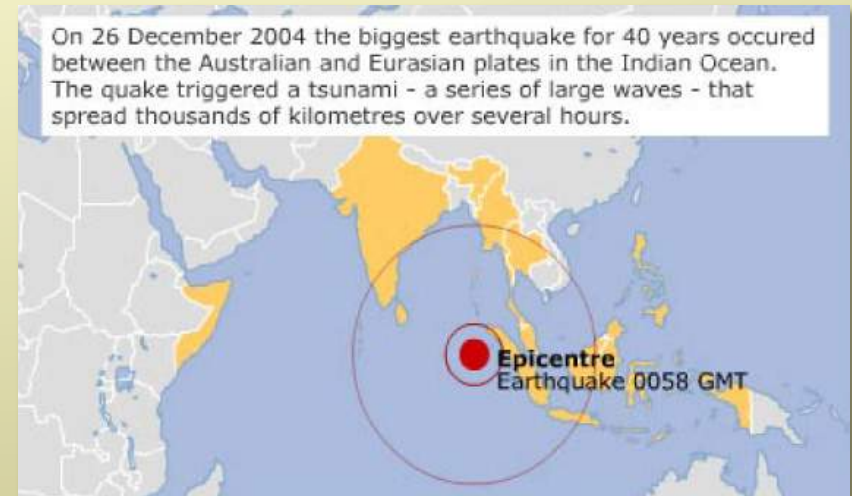 On 26 December 2004 the biggest earthquake for 40 years occured
between the Australian and Eurasian plates in the Indian Ocean.
The quake triggered a tsunami - a series of large waves - that
spread thousands of kilometres over several hours.
Epicentre
Earthquake 0058 GMT